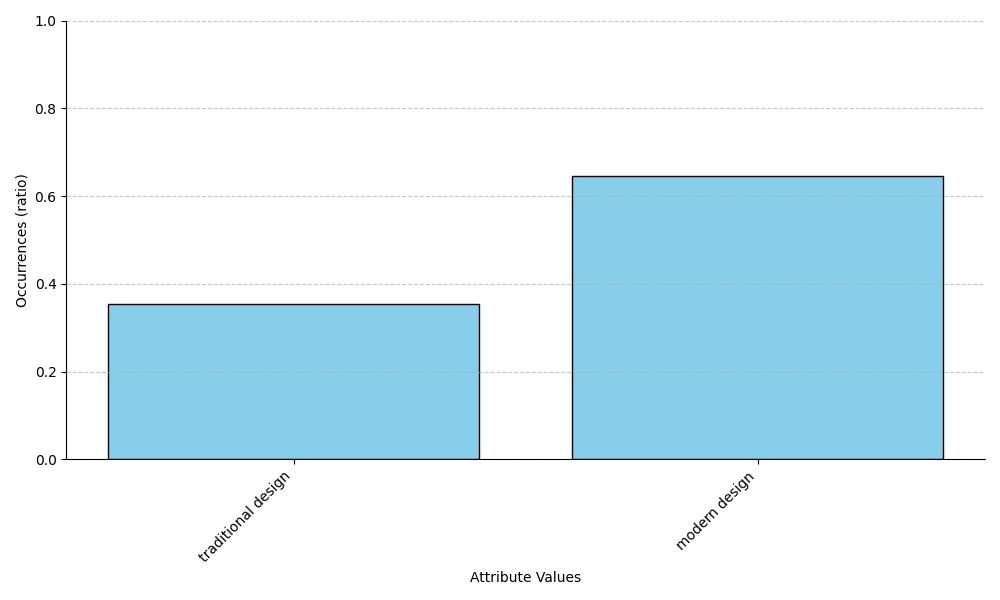 1.0
0.8
0.6
0.4
0.2
0.0
Occurrences (ratio)
traditional design
modern design
Attribute Values